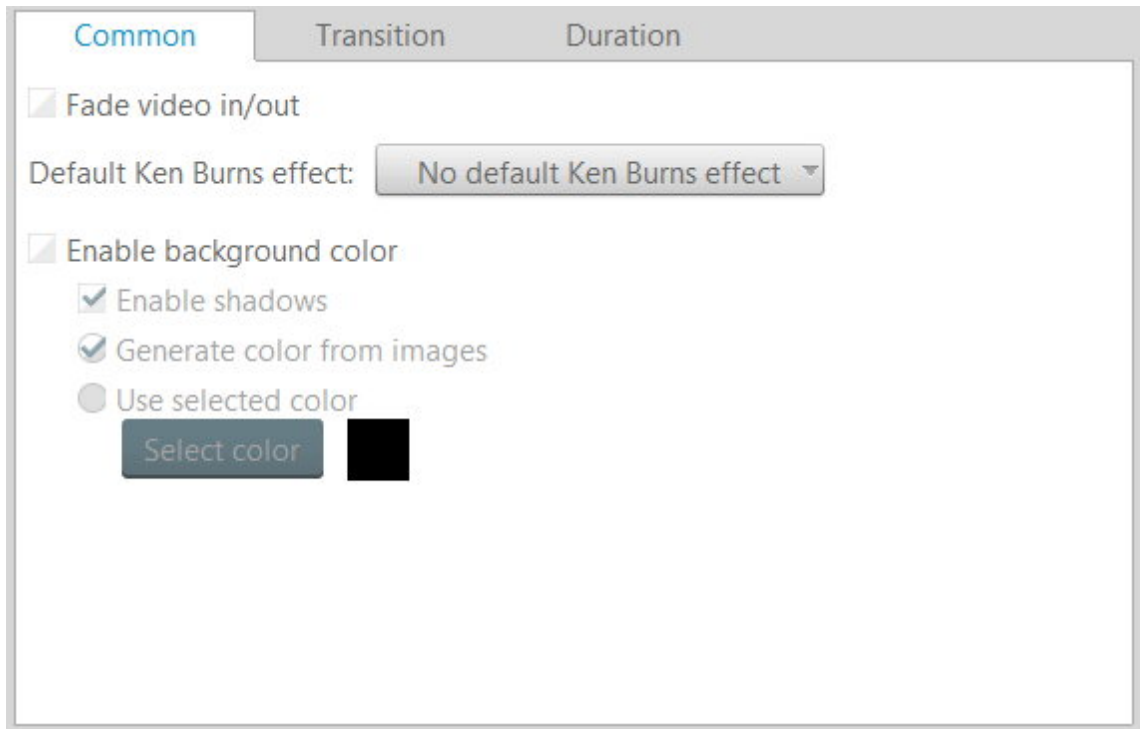 Common Transition Duration
Fade video in/out
Default Ken Burns effect: No default Ken Burns effect
Enable background color
Enable shadows
Generate color from images
Use selected color
Select color